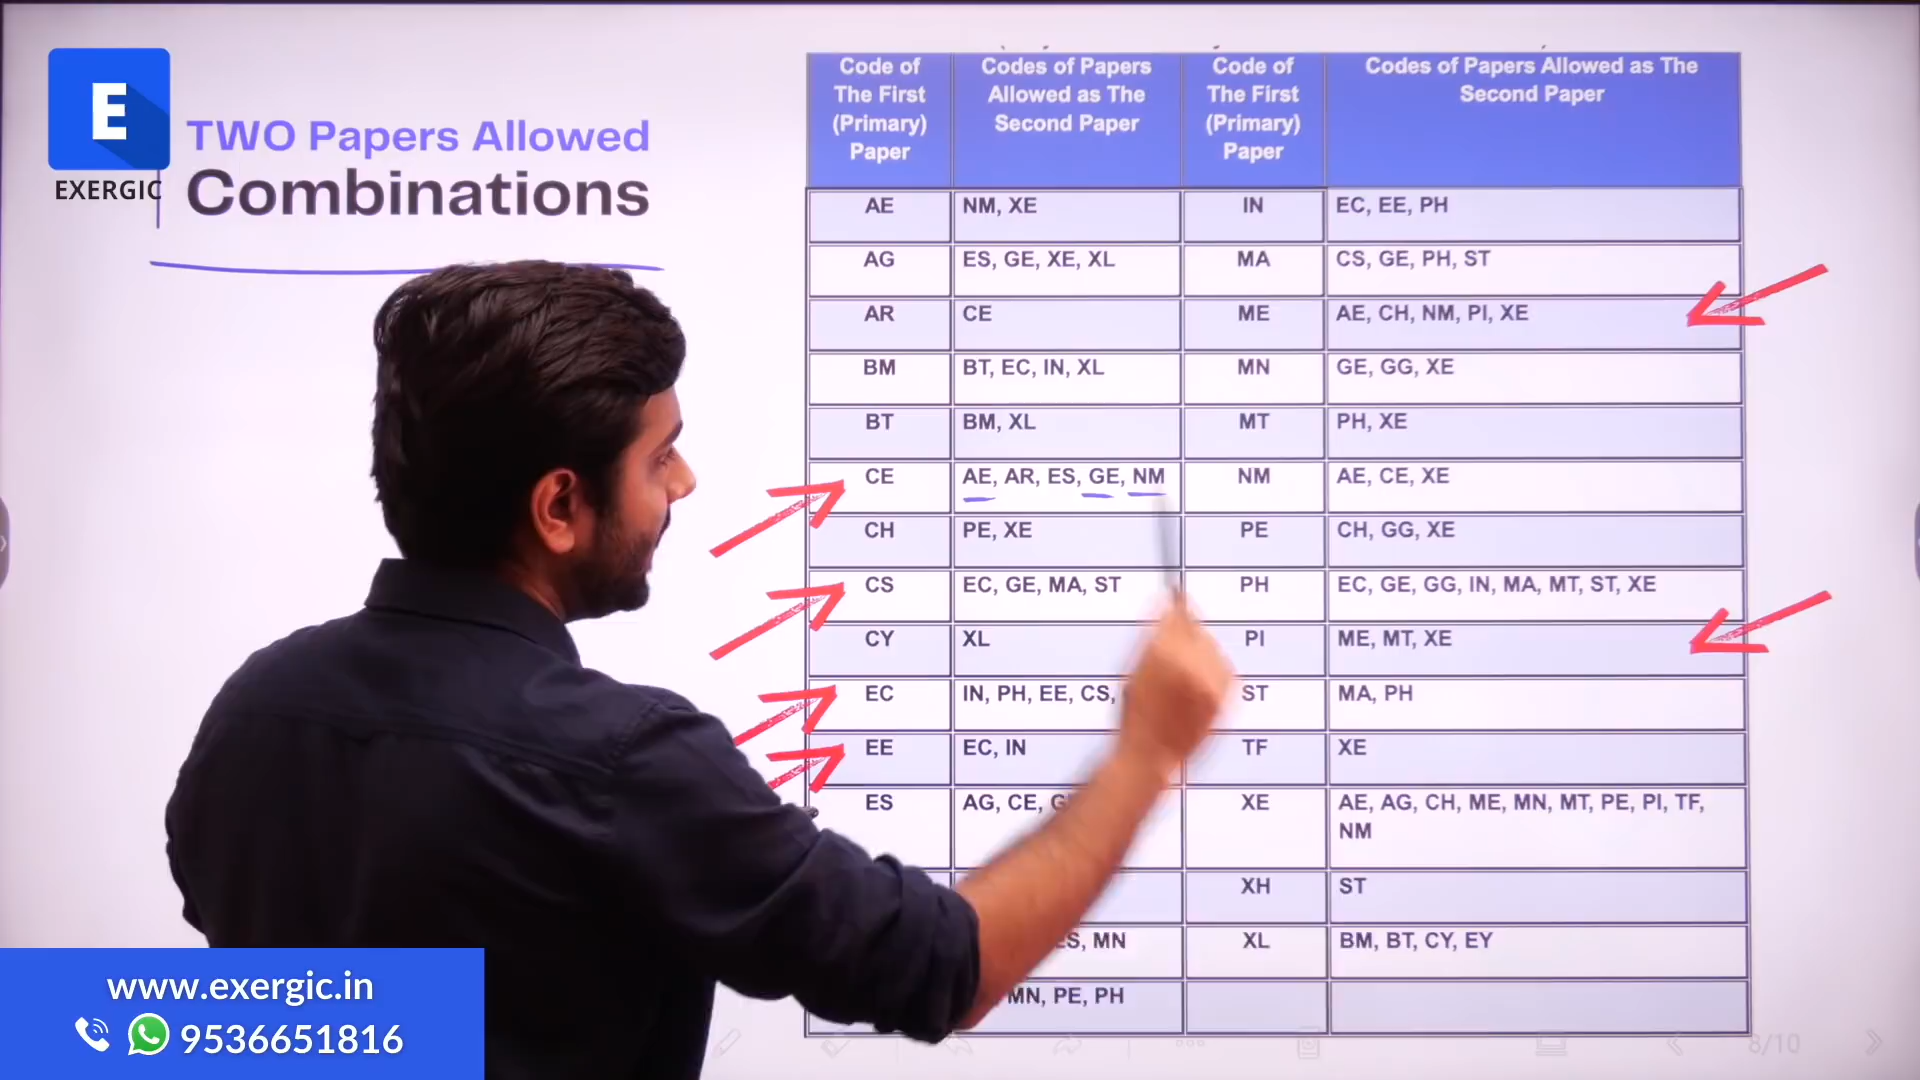 E
EXERGIC
TWO Papers Allowed
Combinations
Code of The First (Primary) Paper
Codes of Papers Allowed as The Second Paper
Code of The First (Primary) Paper
Codes of Papers Allowed as The Second Paper
AE NM, XE IN EC, EE, PH
AG ES, GE, XE, XL MA CS, GE, PH, ST
AR CE ME AE, CH, NM, PI, XE
BM BT, EC, IN, XL MN GE, GG, XE
BT BM, XL MT PH, XE
CE AE, AR, ES, GE, NM NM AE, CE, XE
CH PE, XE PE CH, GG, XE
CS EC, GE, MA, ST PH EC, GE, GG, IN, MA, MT, ST, XE
CY XL PI ME, MT, XE
EC IN, PH, EE, CS, ST MA, PH
EE EC, IN TF XE
ES AG, CE, XE AE, AG, CH, ME, MN, MT, PE, PI, TF,
NM
XH ST
ES, MN XL BM, BT, CY, EY
MN, PE, PH
www.exergic.in
9536651816
8/10